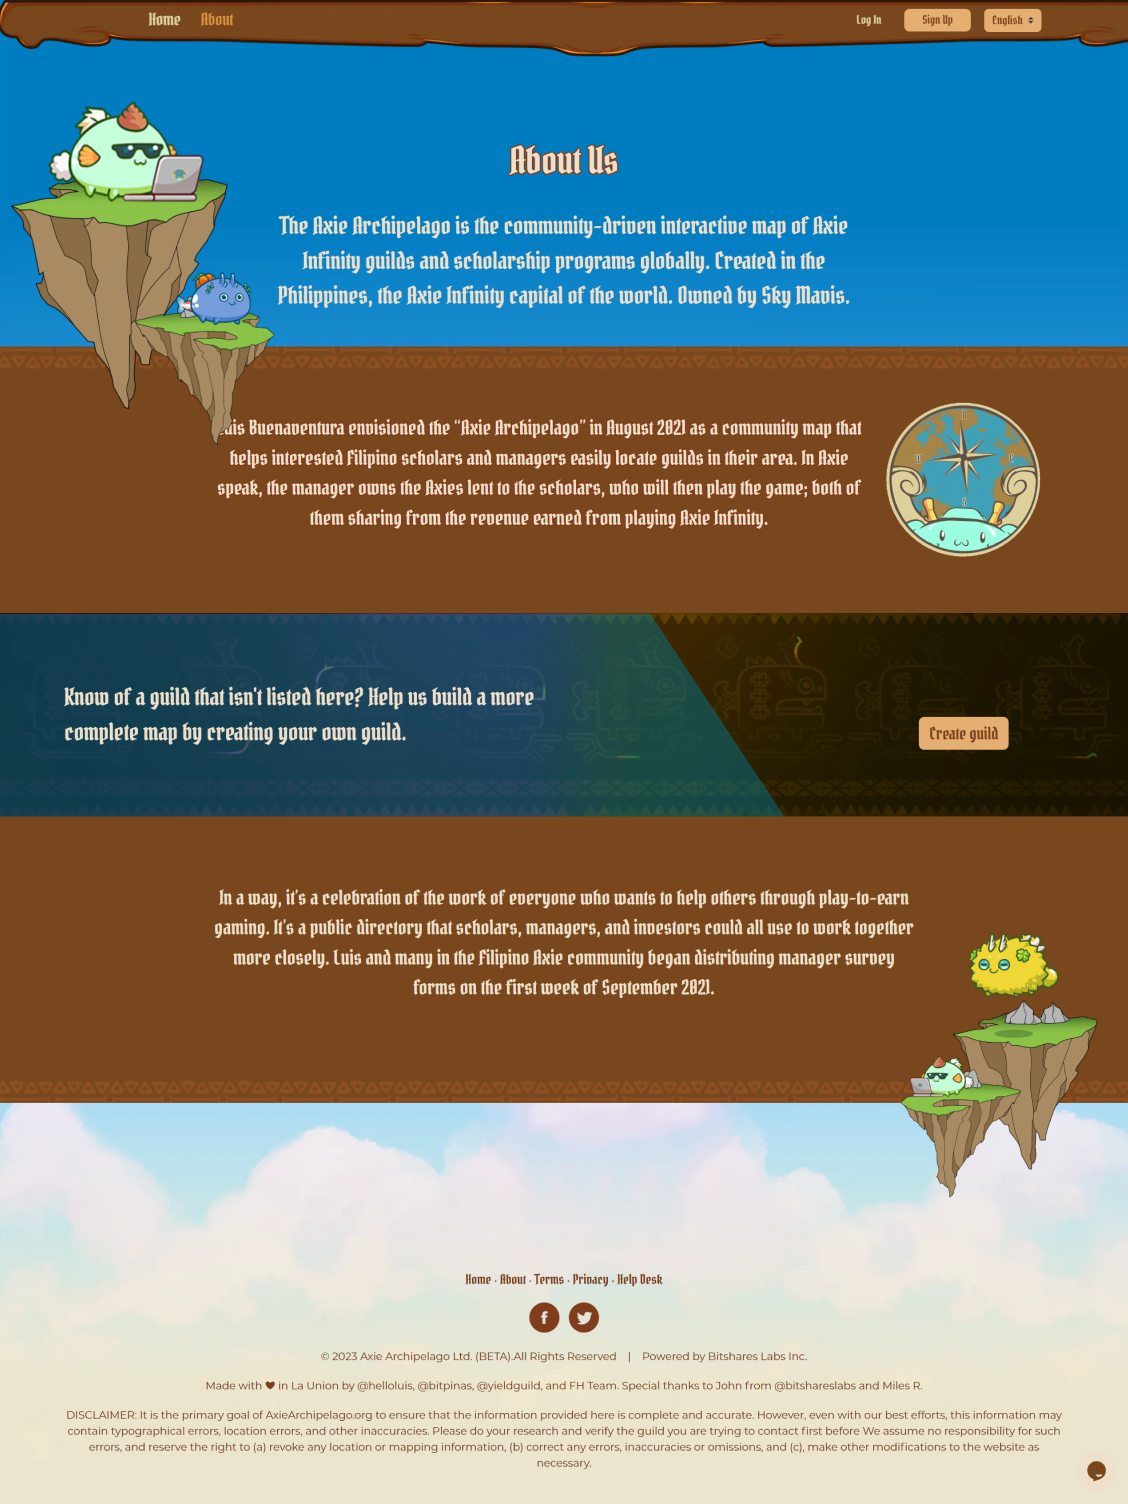 Home About Log In Sign Up English
About Us
The Axie Archipelago is the community-driven interactive map of Axie
Infinity guilds and scholarship programs globally. Created in the
Philippines, the Axie Infinity capital of the world. Owned by Sky Mavis.
Luis Buenaventura envisioned the “Axie Archipelago” in August 2021 as a community map that
helps interested Filipino scholars and managers easily locate guilds in their area. In Axie
speak, the manager owns the Axies lent to the scholars, who will then play the game; both of
them sharing from the revenue earned from playing Axie Infinity.
N
W E
S
Know of a guild that isn't listed here? Help us build a more
complete map by creating your own guild.
Create guild
In a way, it's a celebration of the work of everyone who wants to help others through play-to-earn
gaming. It's a public directory that scholars, managers, and investors could all use to work together
more closely. Luis and many in the Filipino Axie community began distributing manager survey
forms on the first week of September 2021.
Home · About · Terms · Privacy · Help Desk
© 2023 Axie Archipelago Ltd. (BETA).All Rights Reserved | Powered by Bitshares Labs Inc.
Made with ❤ in La Union by @helloluis, @bitpinas, @yieldguild, and FH Team. Special thanks to John from @bitshareslabs and Miles R.
DISCLAIMER: It is the primary goal of AxieArchipelago.org to ensure that the information provided here is complete and accurate. However, even with our best efforts, this information may
contain typographical errors, location errors, and other inaccuracies. Please do your research and verify the guild you are trying to contact first before We assume no responsibility for such
errors, and reserve the right to (a) revoke any location or mapping information, (b) correct any errors, inaccuracies or omissions, and (c), make other modifications to the website as
necessary.